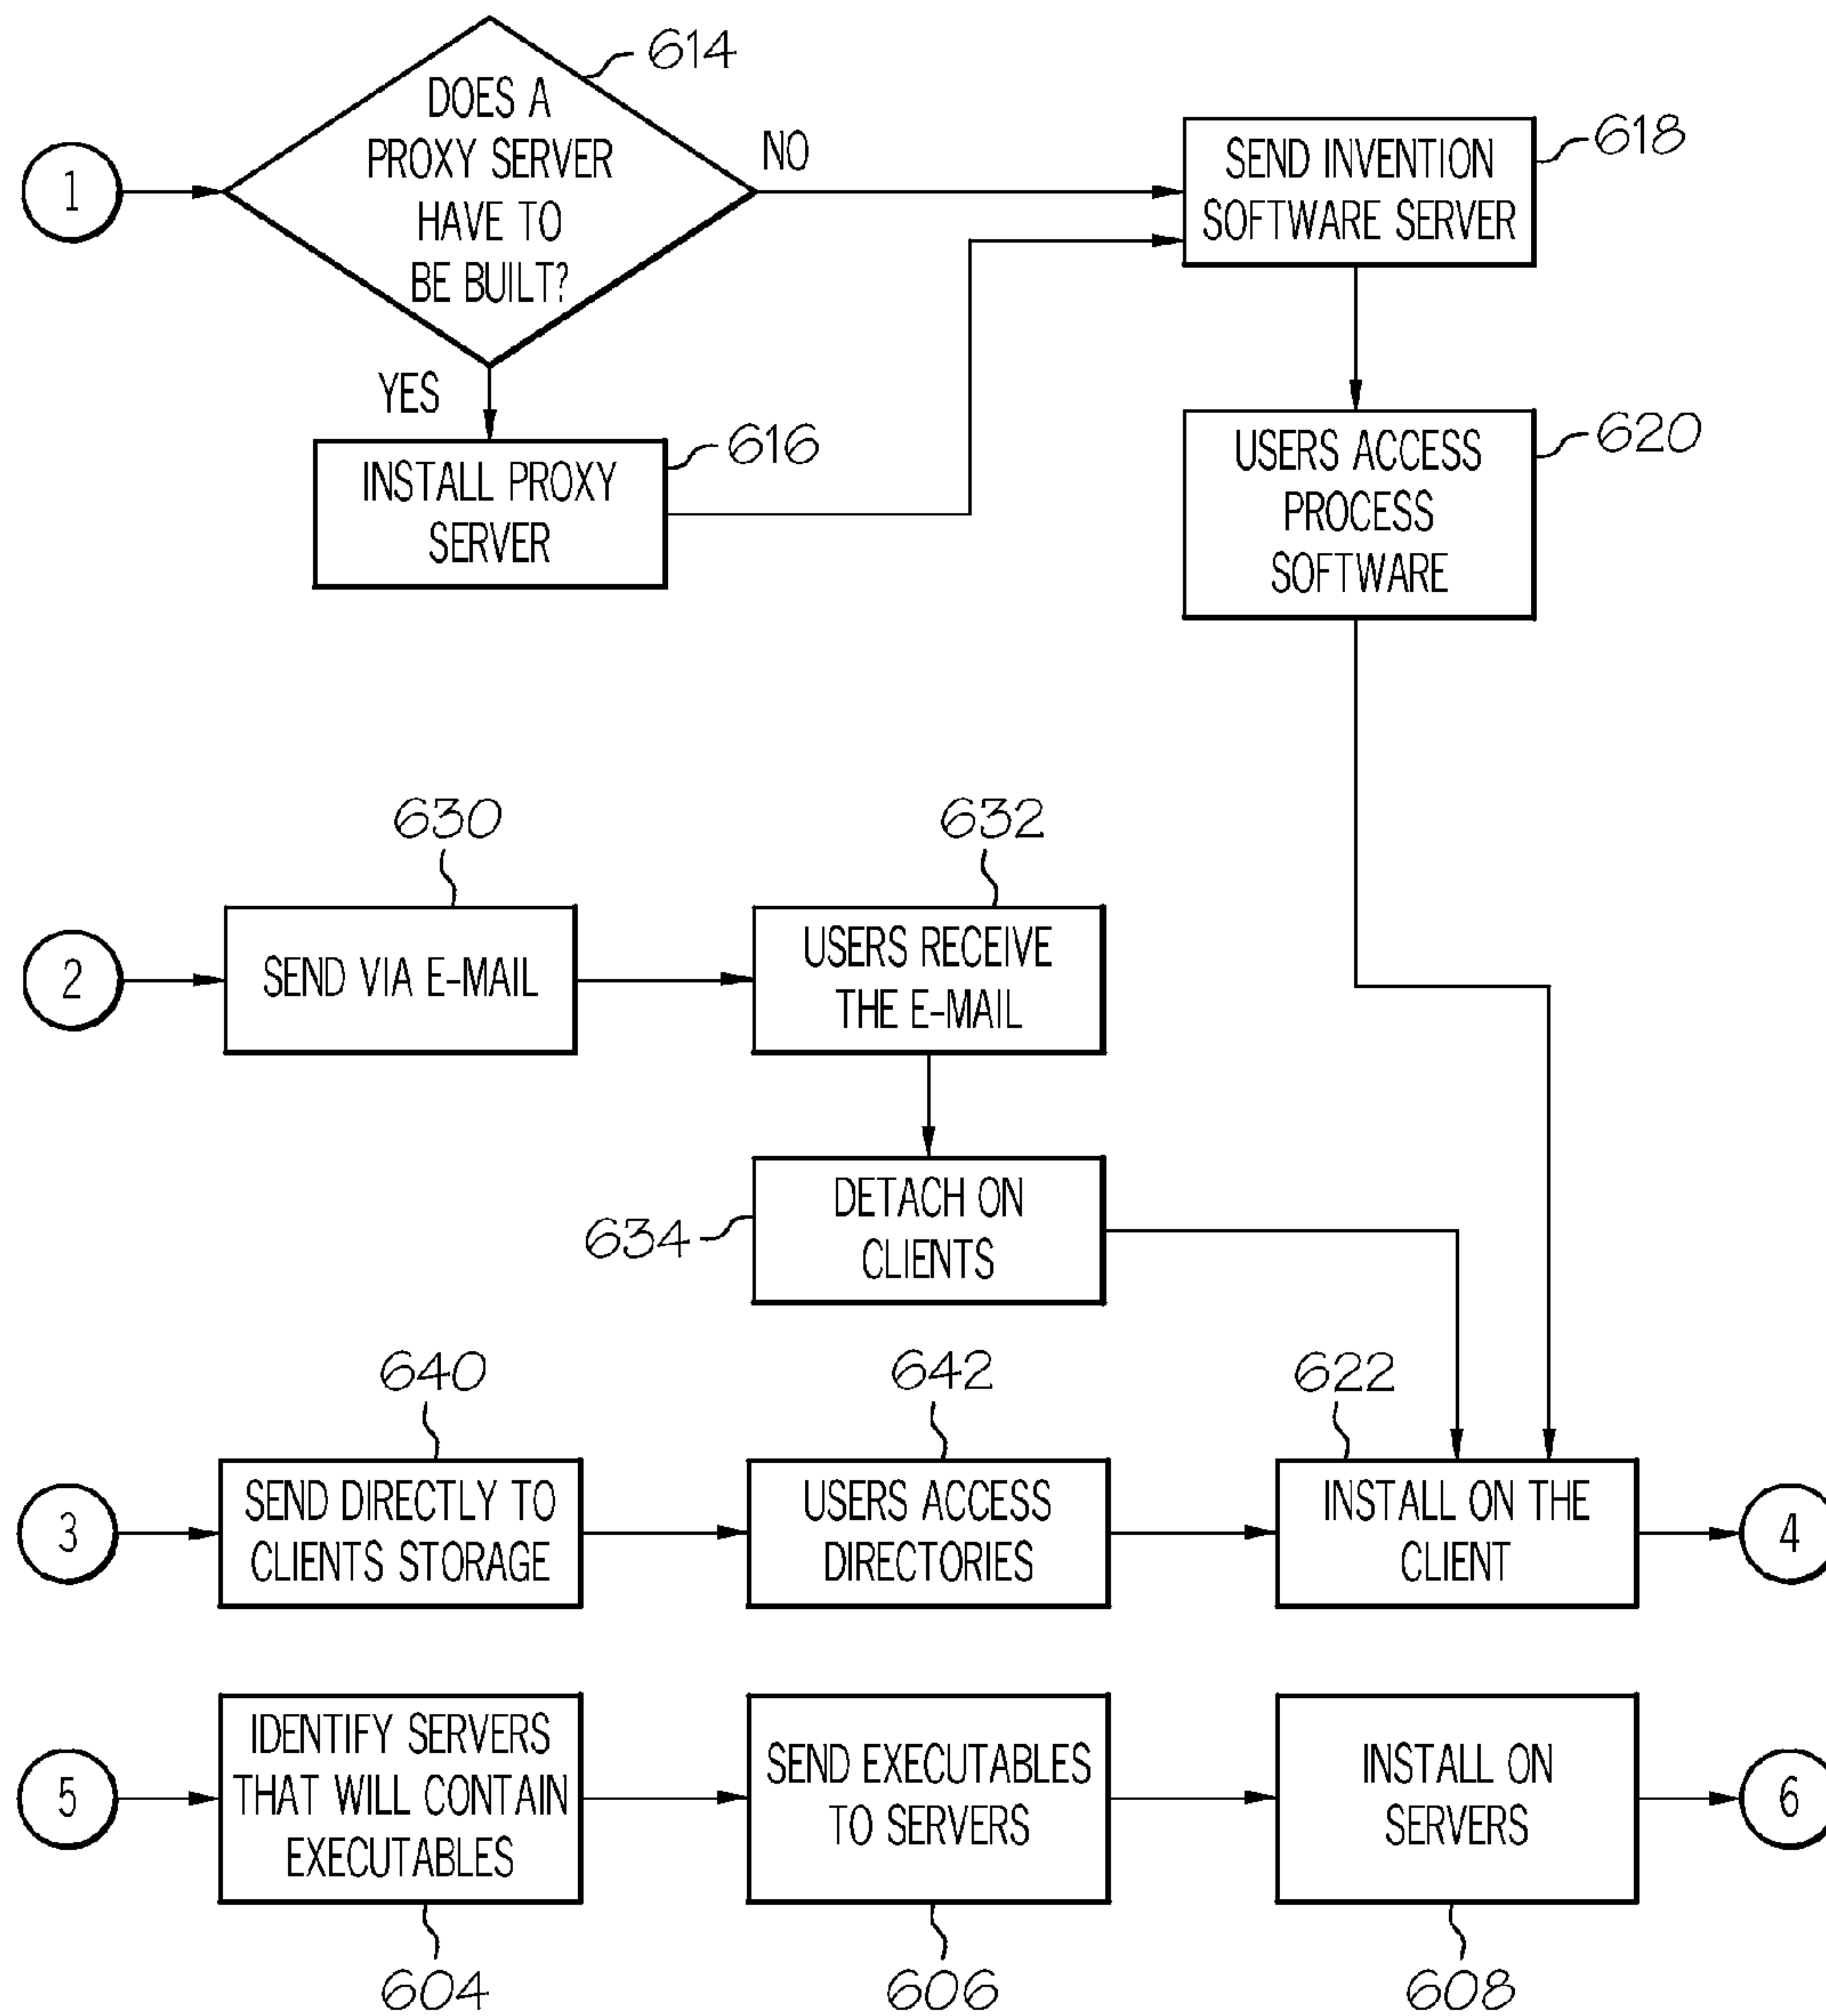 614
DOES A
PROXY SERVER
HAVE TO
BE BUILT?
1
NO
YES
616
INSTALL PROXY
SERVER
618
SEND INVENTION
SOFTWARE SERVER
620
USERS ACCESS
PROCESS
SOFTWARE
630
632
2
SEND VIA E-MAIL
USERS RECEIVE
THE E-MAIL
634
DETACH ON
CLIENTS
640
642
622
3
SEND DIRECTLY TO
CLIENTS STORAGE
USERS ACCESS
DIRECTORIES
INSTALL ON THE
CLIENT
4
5
IDENTIFY SERVERS
THAT WILL CONTAIN
EXECUTABLES
SEND EXECUTABLES
TO SERVERS
INSTALL ON
SERVERS
6
604
606
608